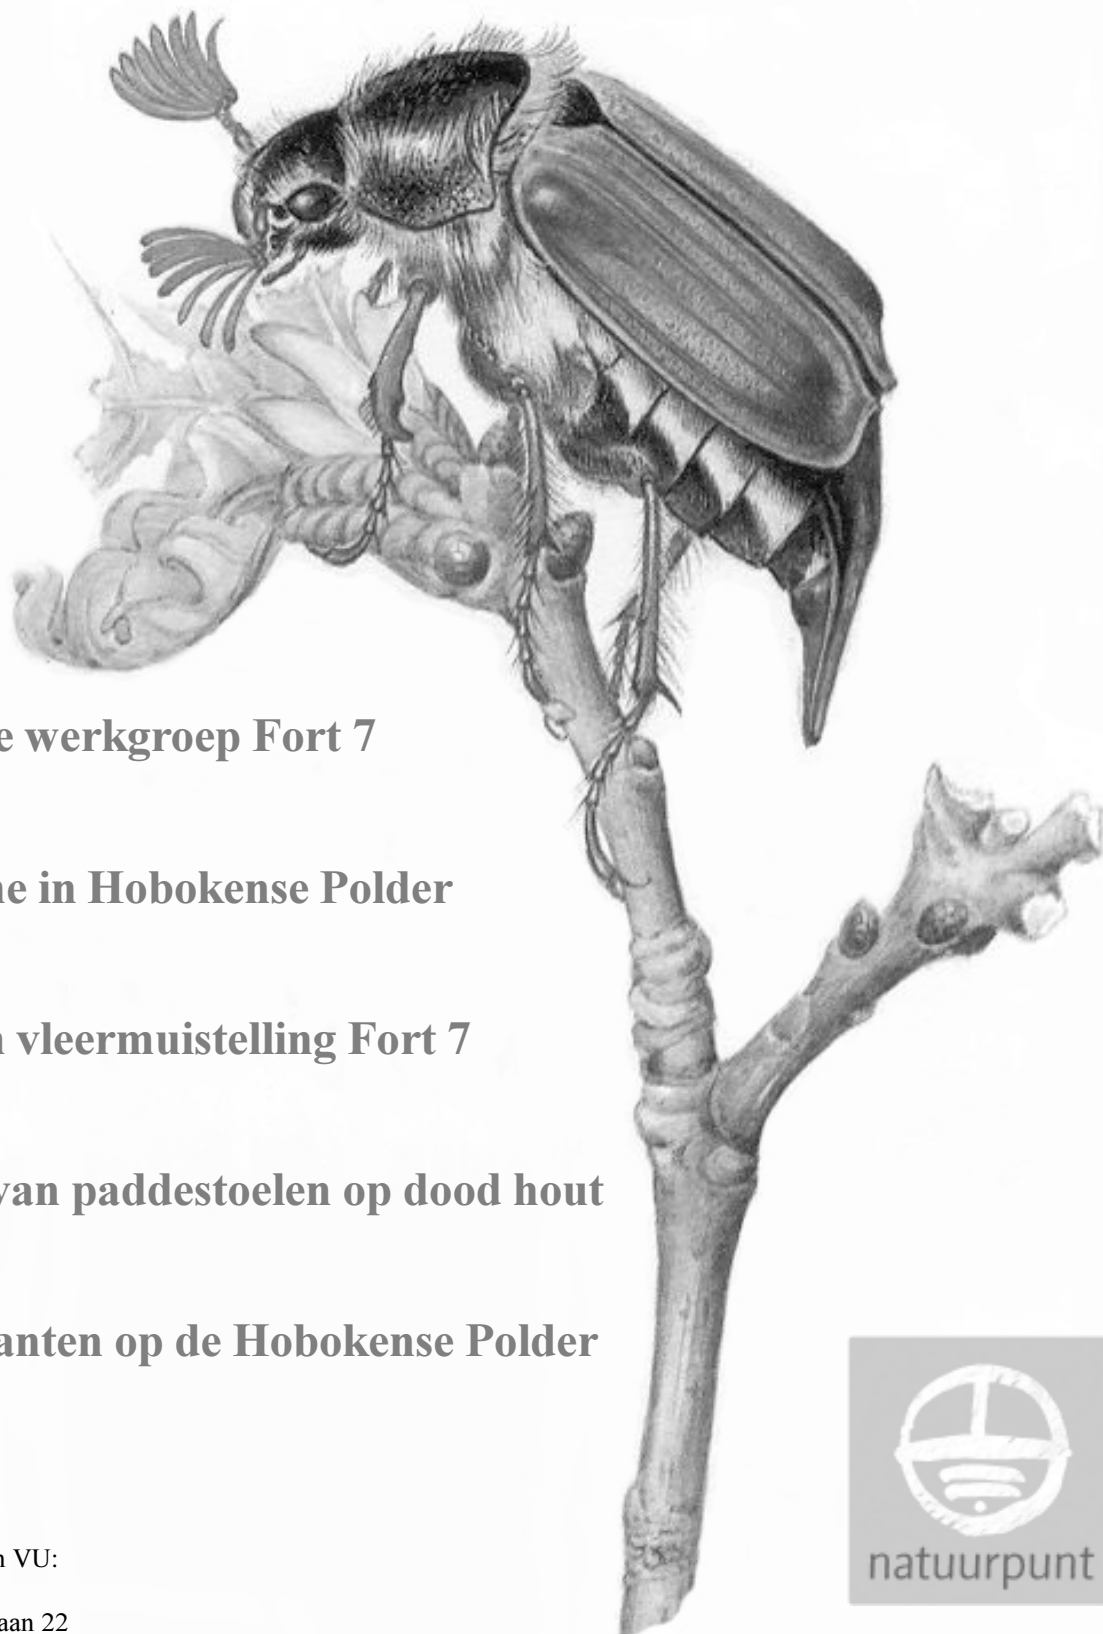 e werkgroep Fort 7
ne in Hobokense Polder
n vleermuistelling Fort 7
van paddestoelen op dood hout
anten op de Hobokense Polder
natuurpunt
n VU:
aan 22